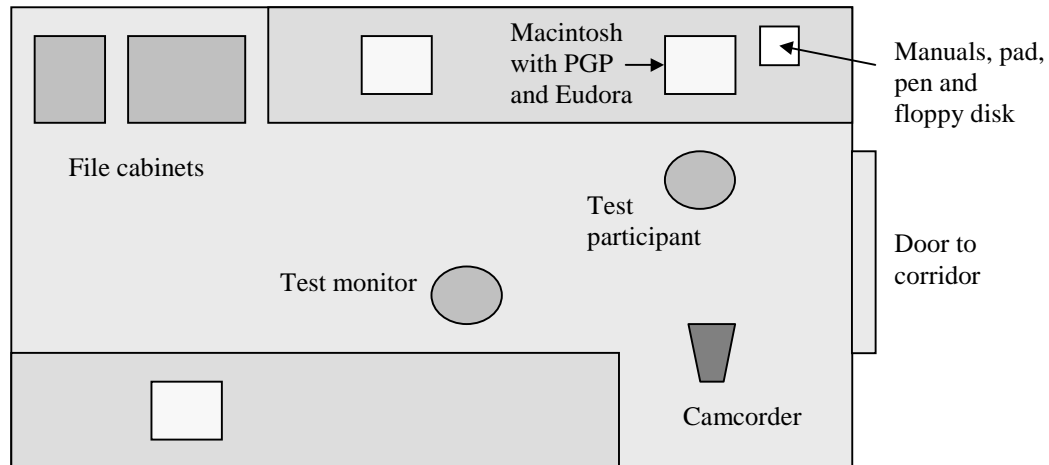 Macintosh
with PGP
and Eudora
Manuals, pad,
pen and
floppy disk
File cabinets
Test
participant
Door to
corridor
Test monitor
Camcorder